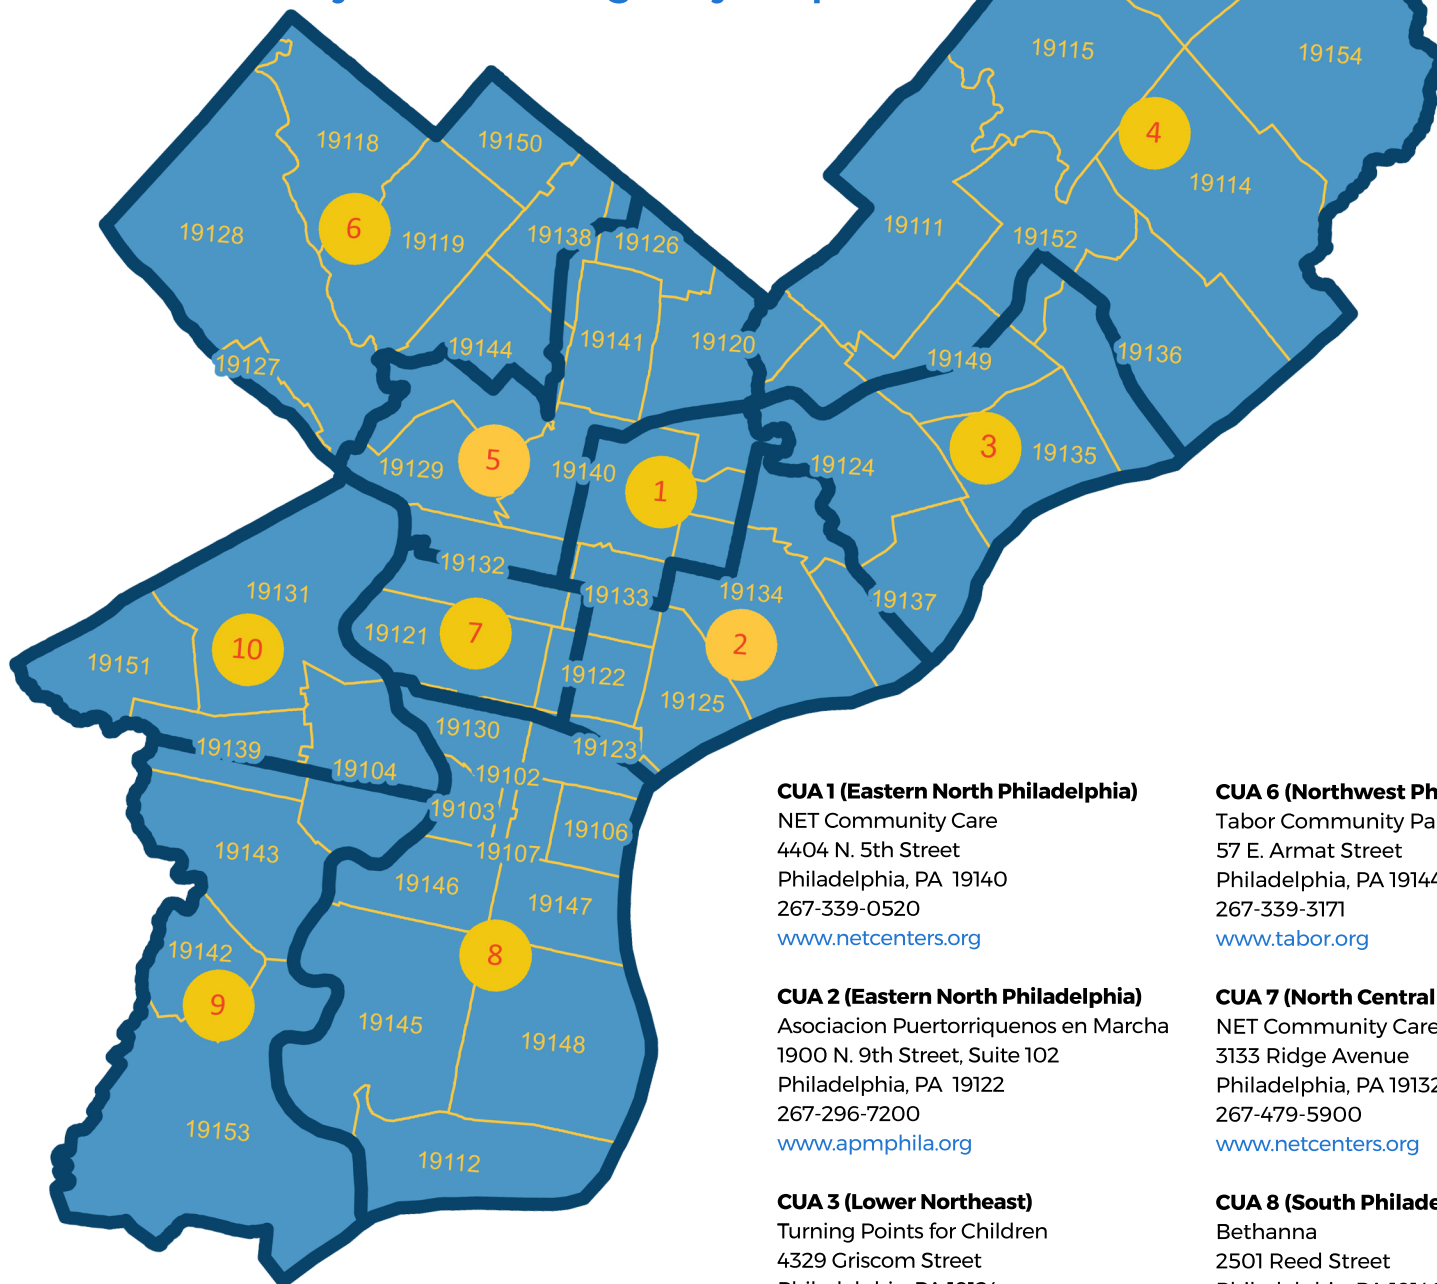 19115
19154
4
19118
19150
19114
6
19128
19119
19138
19126
19111
19152
19127
19144
19141
19120
19149
19136
5
19129
19140
1
19124
3
19135
19132
19133
19134
19137
19131
10
19151
19121
7
19122
2
19125
19130
19123
19139
19104
19102
19103
19106
19107
19143
19146
19147
19142
9
8
19145
19148
19153
19112
CUA 1 (Eastern North Philadelphia)
NET Community Care
4404 N. 5th Street
Philadelphia, PA 19140
267-339-0520
www.netcenters.org
CUA 2 (Eastern North Philadelphia)
Asociacion Puertorriquenos en Marcha
1900 N. 9th Street, Suite 102
Philadelphia, PA 19122
267-296-7200
www.apmphila.org
CUA 3 (Lower Northeast)
Turning Points for Children
4329 Griscom Street
CUA 6 (Northwest Ph
Tabor Community Pa
57 E. Armat Street
Philadelphia, PA 19144
267-339-3171
www.tabor.org
CUA 7 (North Central
NET Community Care
3133 Ridge Avenue
Philadelphia, PA 19132
267-479-5900
www.netcenters.org
CUA 8 (South Philade
Bethanna
2501 Reed Street